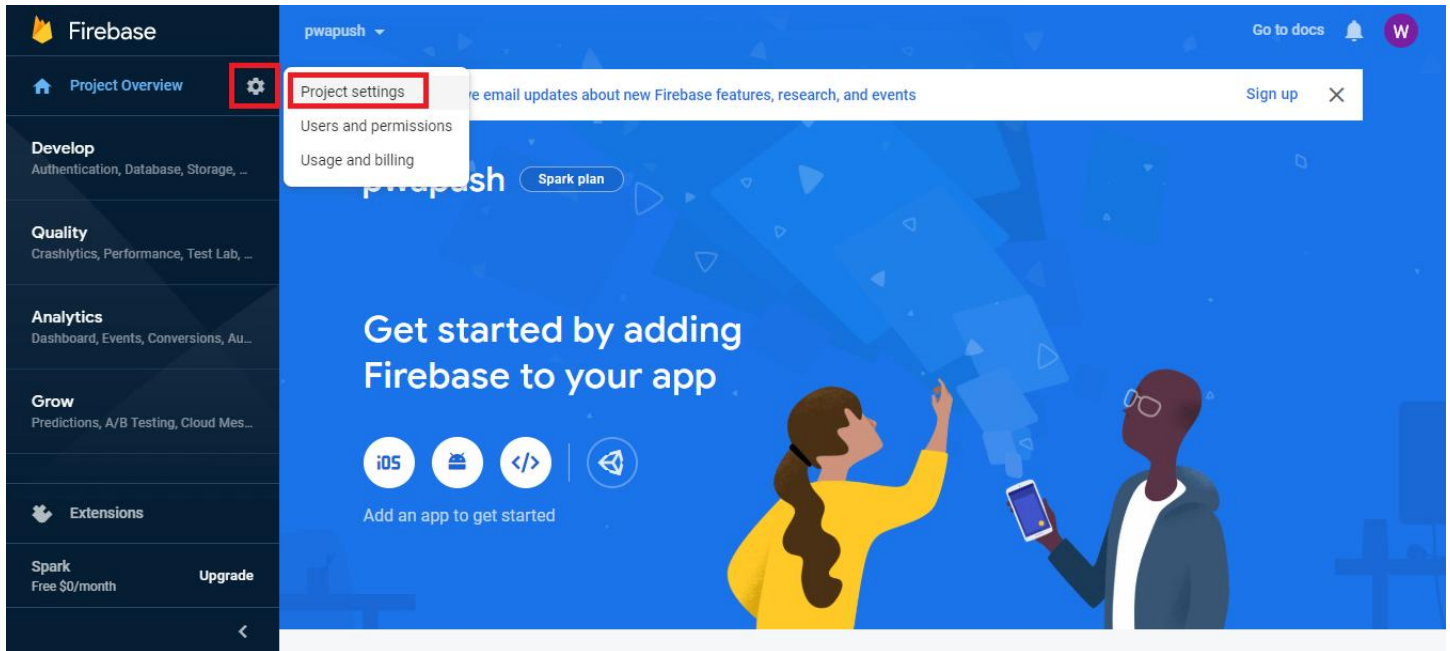 Firebase
pwapush
Go to docs
W
Project Overview
Project settings
Users and permissions
Usage and billing
e email updates about new Firebase features, research, and events
Sign up
Develop
Authentication, Database, Storage, ...
Quality
Crashlytics, Performance, Test Lab, ...
Analytics
Dashboard, Events, Conversions, Au...
Grow
Predictions, A/B Testing, Cloud Mes...
Extensions
Spark
Free $0/month
Upgrade
pwapush
Spark plan
Get started by adding
Firebase to your app
iOS
</>
Add an app to get started